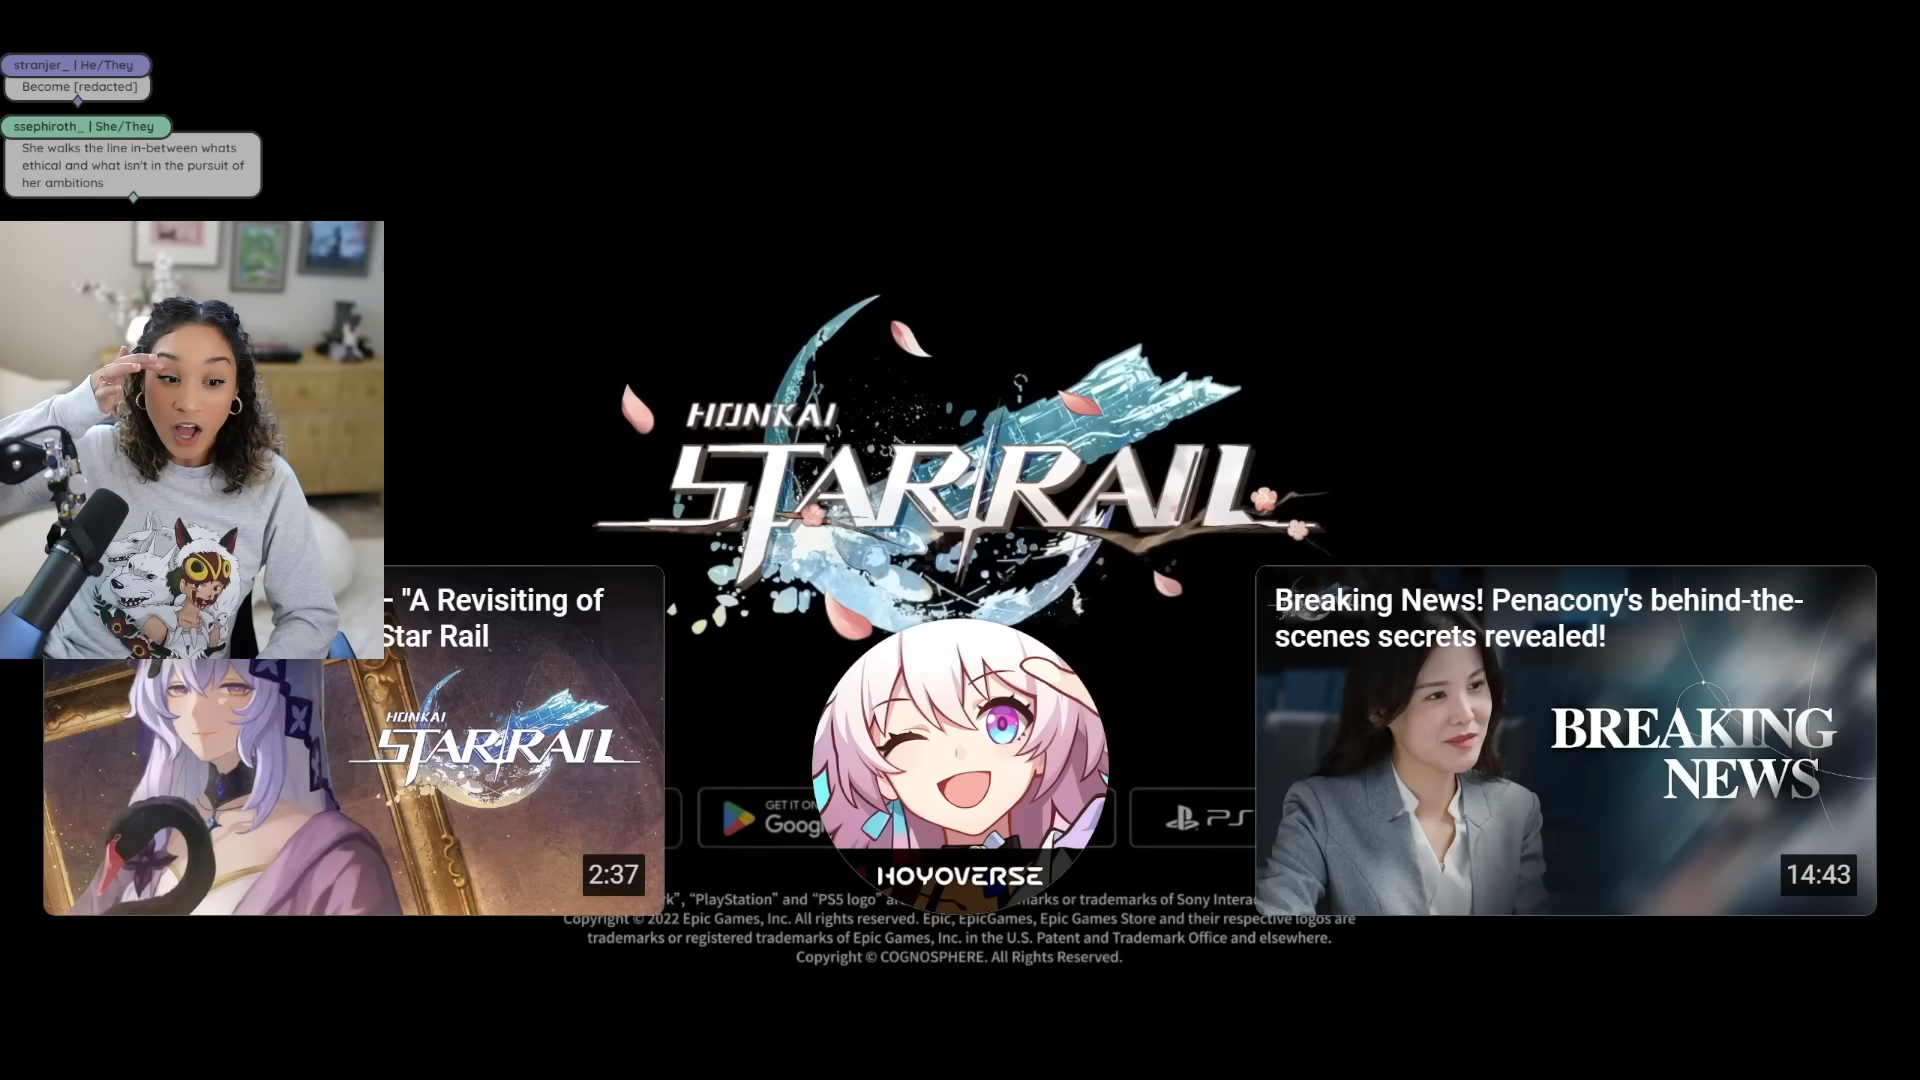 stranjer_ | He/They
Become [redacted]
ssephiroth_ | She/They
She walks the line in-between whats
ethical and what isn't in the pursuit of
her ambitions
HONKAI
STAR RAIL
- "A Revisiting of
Star Rail
HONKAI
STAR RAIL
2:37
GET IT ON
Googl
HOYOVERSE
PS
Breaking News! Penacony's behind-the-
scenes secrets revealed!
BREAKING
NEWS
14:43
“PlayStation” and “PS5 logo” marks or trademarks of Sony Interac
Copyright © 2022 Epic Games, Inc. All rights reserved. Epic, EpicGames, Epic Games Store and their respective logos are
trademarks or registered trademarks of Epic Games, Inc. in the U.S. Patent and Trademark Office and elsewhere.
Copyright © COGNOSPHERE. All Rights Reserved.